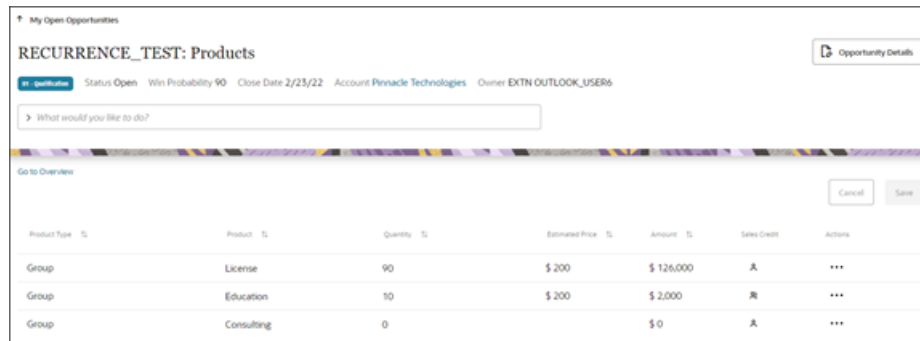 My Open Opportunities
RECURRENCE_TEST: Products
Opportunity Details
01 - Qualification Status Open Win Probability 90 Close Date 2/23/22 Account Pinnacle Technologies Owner EXTN OUTLOOK_USER6
What would you like to do?
Go to Overview
Cancel Save
Product Type Product Quantity Estimated Price Amount Sales Credit Actions
Group License 90 $ 200 $ 126,000
Group Education 10 $ 200 $ 2,000
Group Consulting 0 $ 0